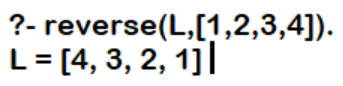 ?- reverse(L,[1,2,3,4]).
L = [4, 3, 2, 1]